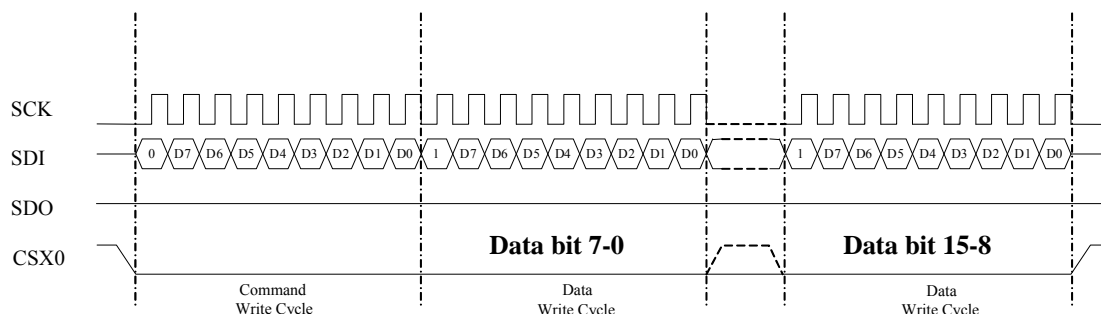 SCK
SDI 0 D7 D6 D5 D4 D3 D2 D1 D0 1 D7 D6 D5 D4 D3 D2 D1 D0 1 D7 D6 D5 D4 D3 D2 D1 D0
SDO
CSX0 Data bit 7-0 Data bit 15-8
Command Data Data
Write Cycle Write Cycle Write Cycle